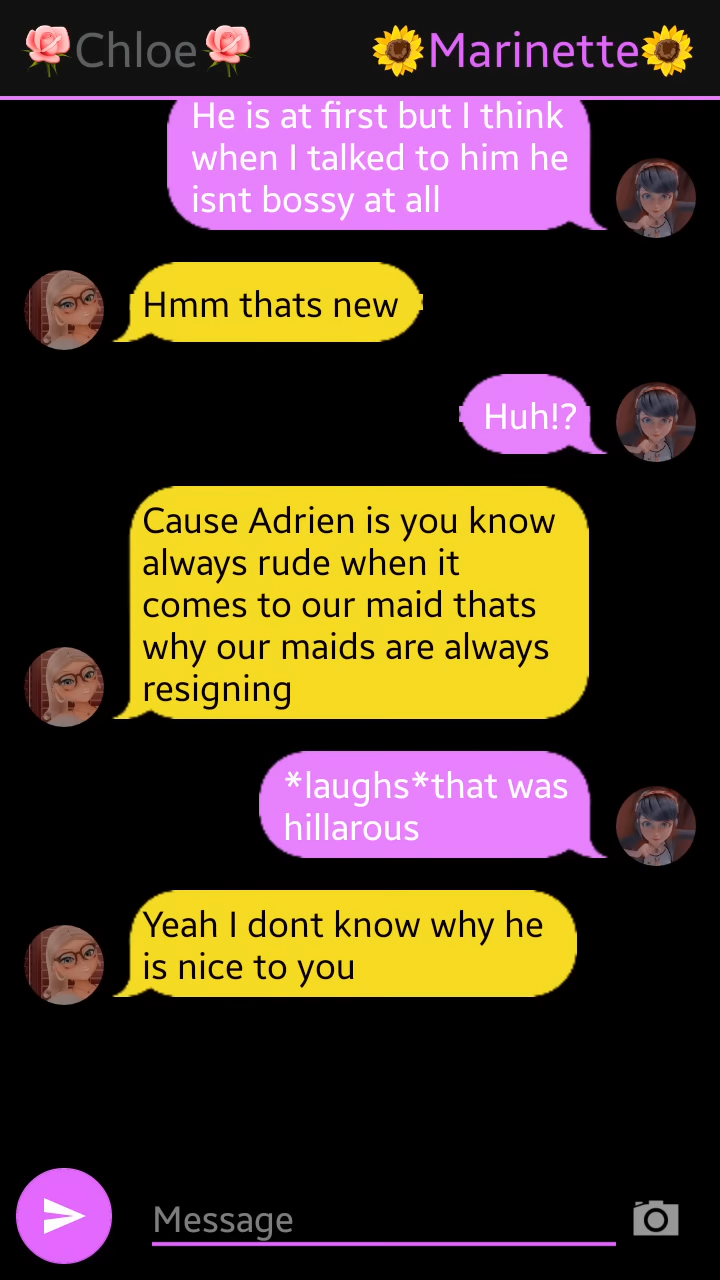 🌹Chloe🌹 🌻Marinette🌻
He is at first but I think
when I talked to him he
isnt bossy at all
Hmm thats new
Huh!?
Cause Adrien is you know
always rude when it
comes to our maid thats
why our maids are always
resigning
*laughs*that was
hillarous
Yeah I dont know why he
is nice to you
Message